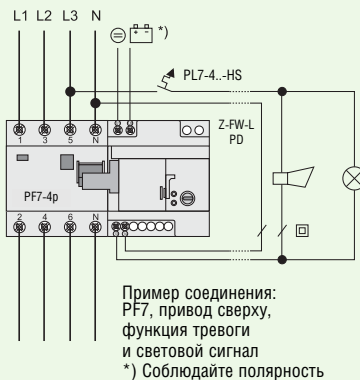 L1 L2 L3 N
*)
PL7-4..-HS
Z-FW-L
PD
1 3 5 N
PF7-4p
2 4 6 N
Пример соединения:
PF7, привод сверху,
функция тревоги
и световой сигнал
*) Соблюдайте полярность